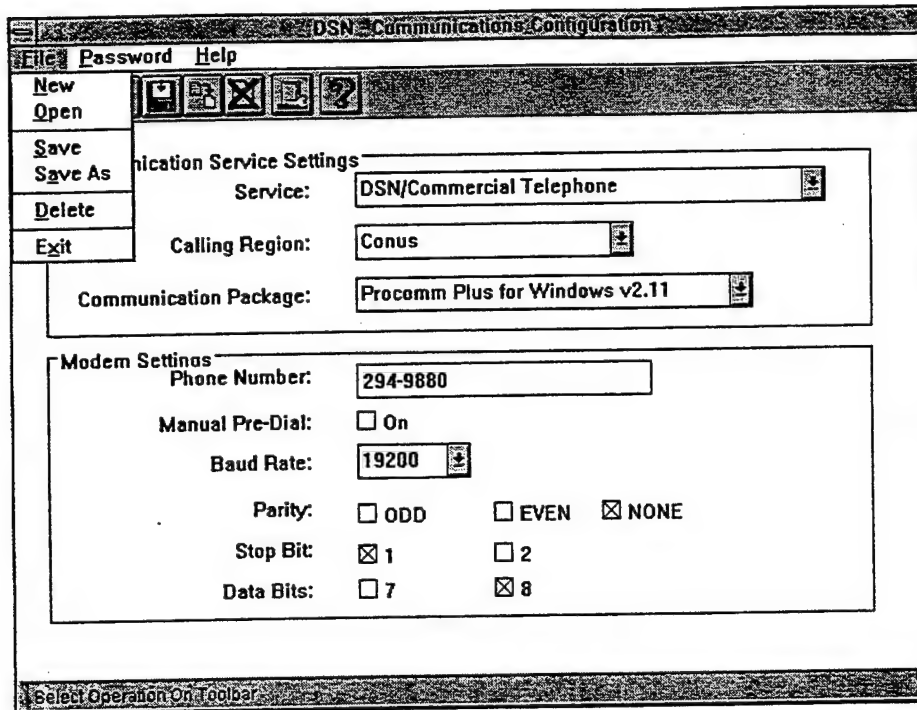 DSN - Communications Configuration
File Password Help
New
Open
Save
Save As
Delete
Exit
nication Service Settings
Service: DSN/Commercial Telephone
Calling Region: Conus
Communication Package: Procomm Plus for Windows v2.11
Modem Settings
Phone Number: 294-9880
Manual Pre-Dial: On
Baud Rate: 19200
Parity: ODD EVEN NONE
Stop Bit: 1 2
Data Bits: 7 8
Select Operation On Toolbar